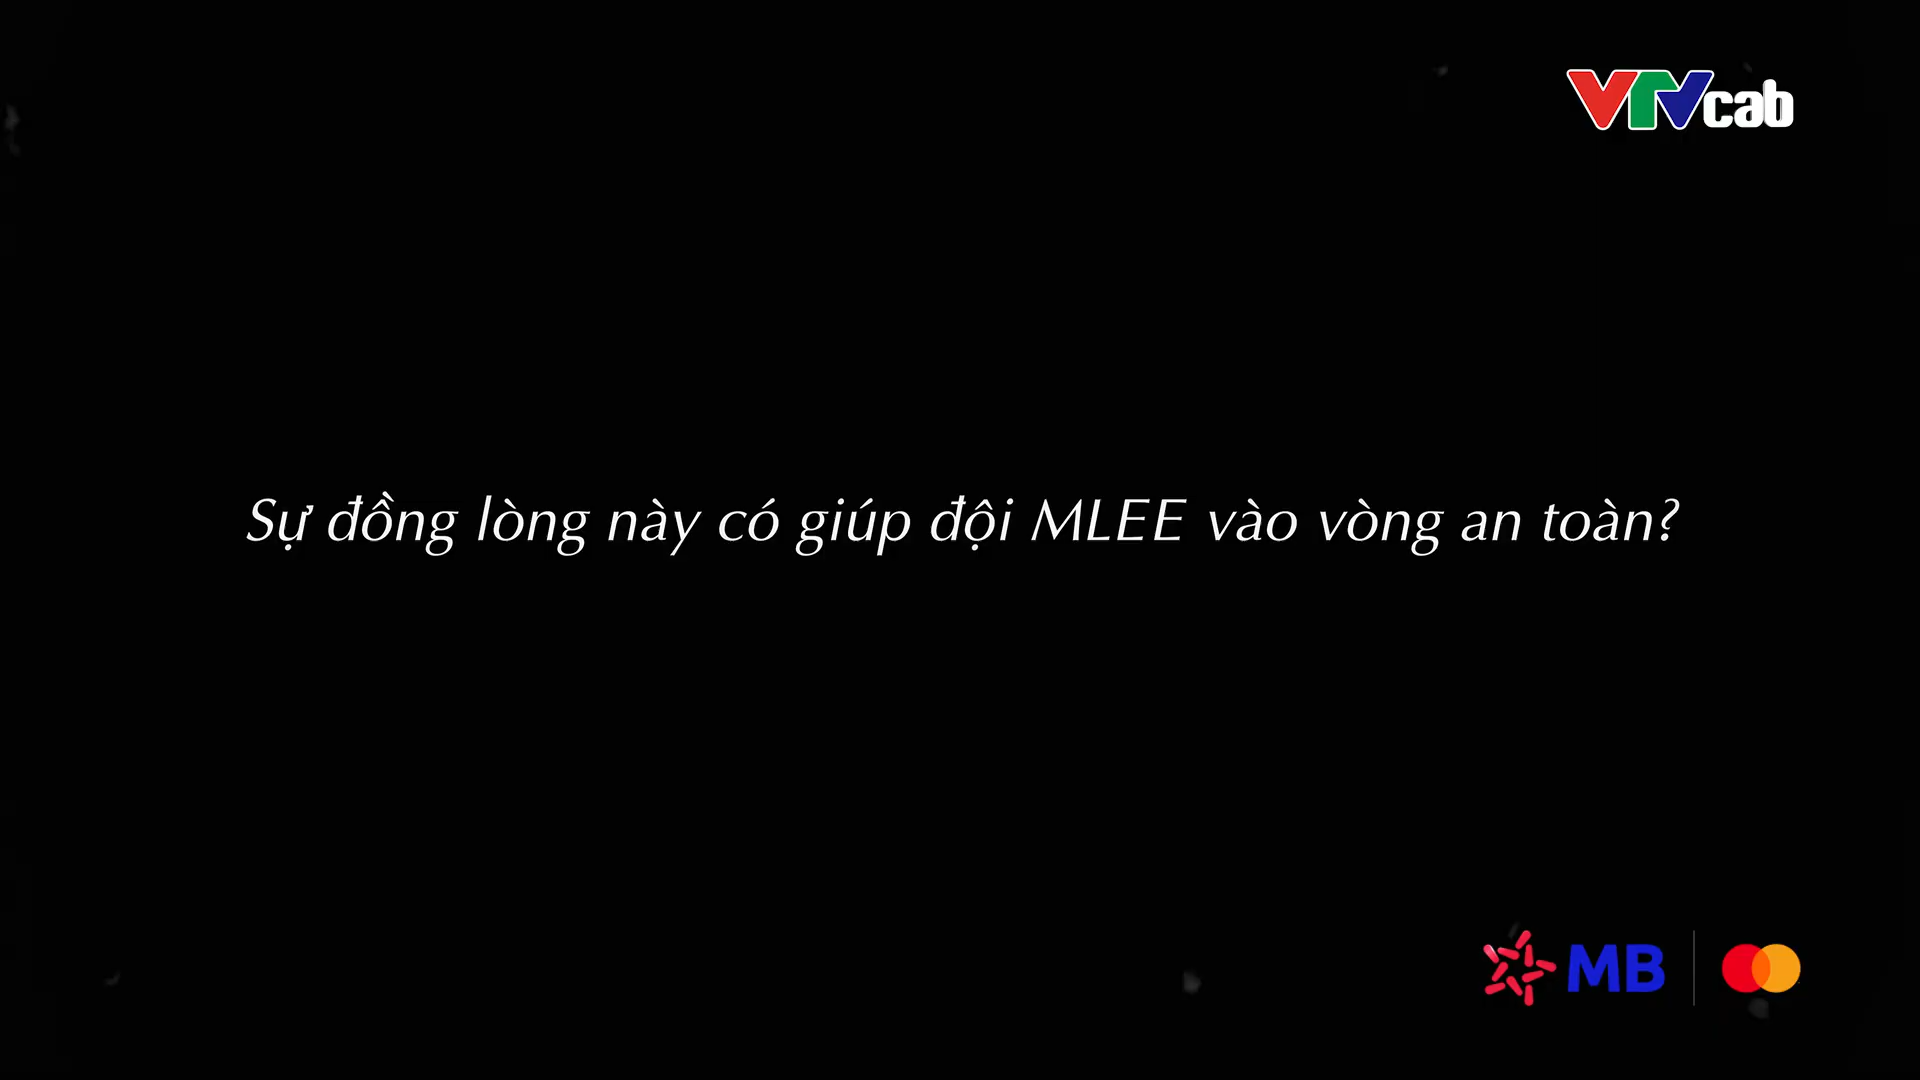 VTVcab
Sự đồng lòng này có giúp đội MLEE vào vòng an toàn?
MB